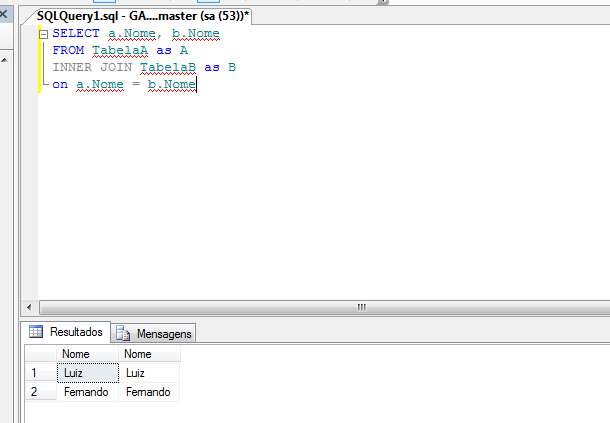 SQLQuery1.sql - GA....master (sa (53))*
SELECT a.Nome, b.Nome
FROM TabelaA as A
INNER JOIN TabelaB as B
on a.Nome = b.Nome
Resultados Mensagens
Nome Nome
1 Luiz Luiz
2 Fernando Fernando